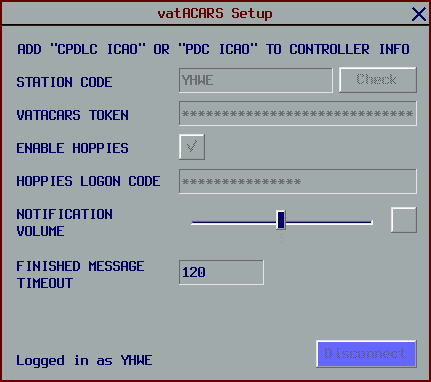 vatACARS Setup
ADD "CPDLC ICAO" OR "PDC ICAO" TO CONTROLLER INFO
STATION CODE YHWE Check
VATACARS TOKEN ****************************
ENABLE HOPPIES √
HOPPIES LOGON CODE ***************
NOTIFICATION
VOLUME
FINISHED MESSAGE
TIMEOUT 120
Logged in as YHWE Disconnect